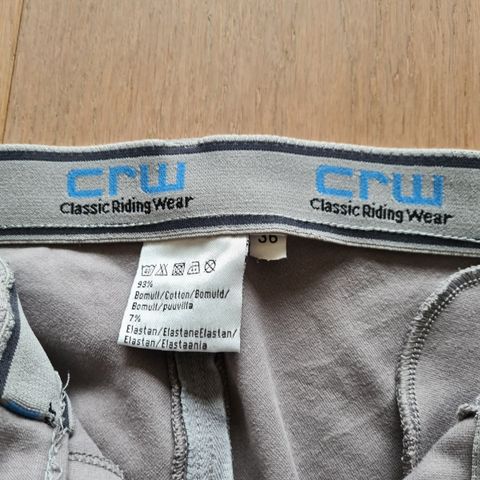 crw
Classic Riding Wear
crw
Classic Riding Wear
36
93%
Bomull/Cotton/Bomuld/
Bomull/puuvilla
7%
Elastan/ElastaneElastan/
Elastan/Elastaania